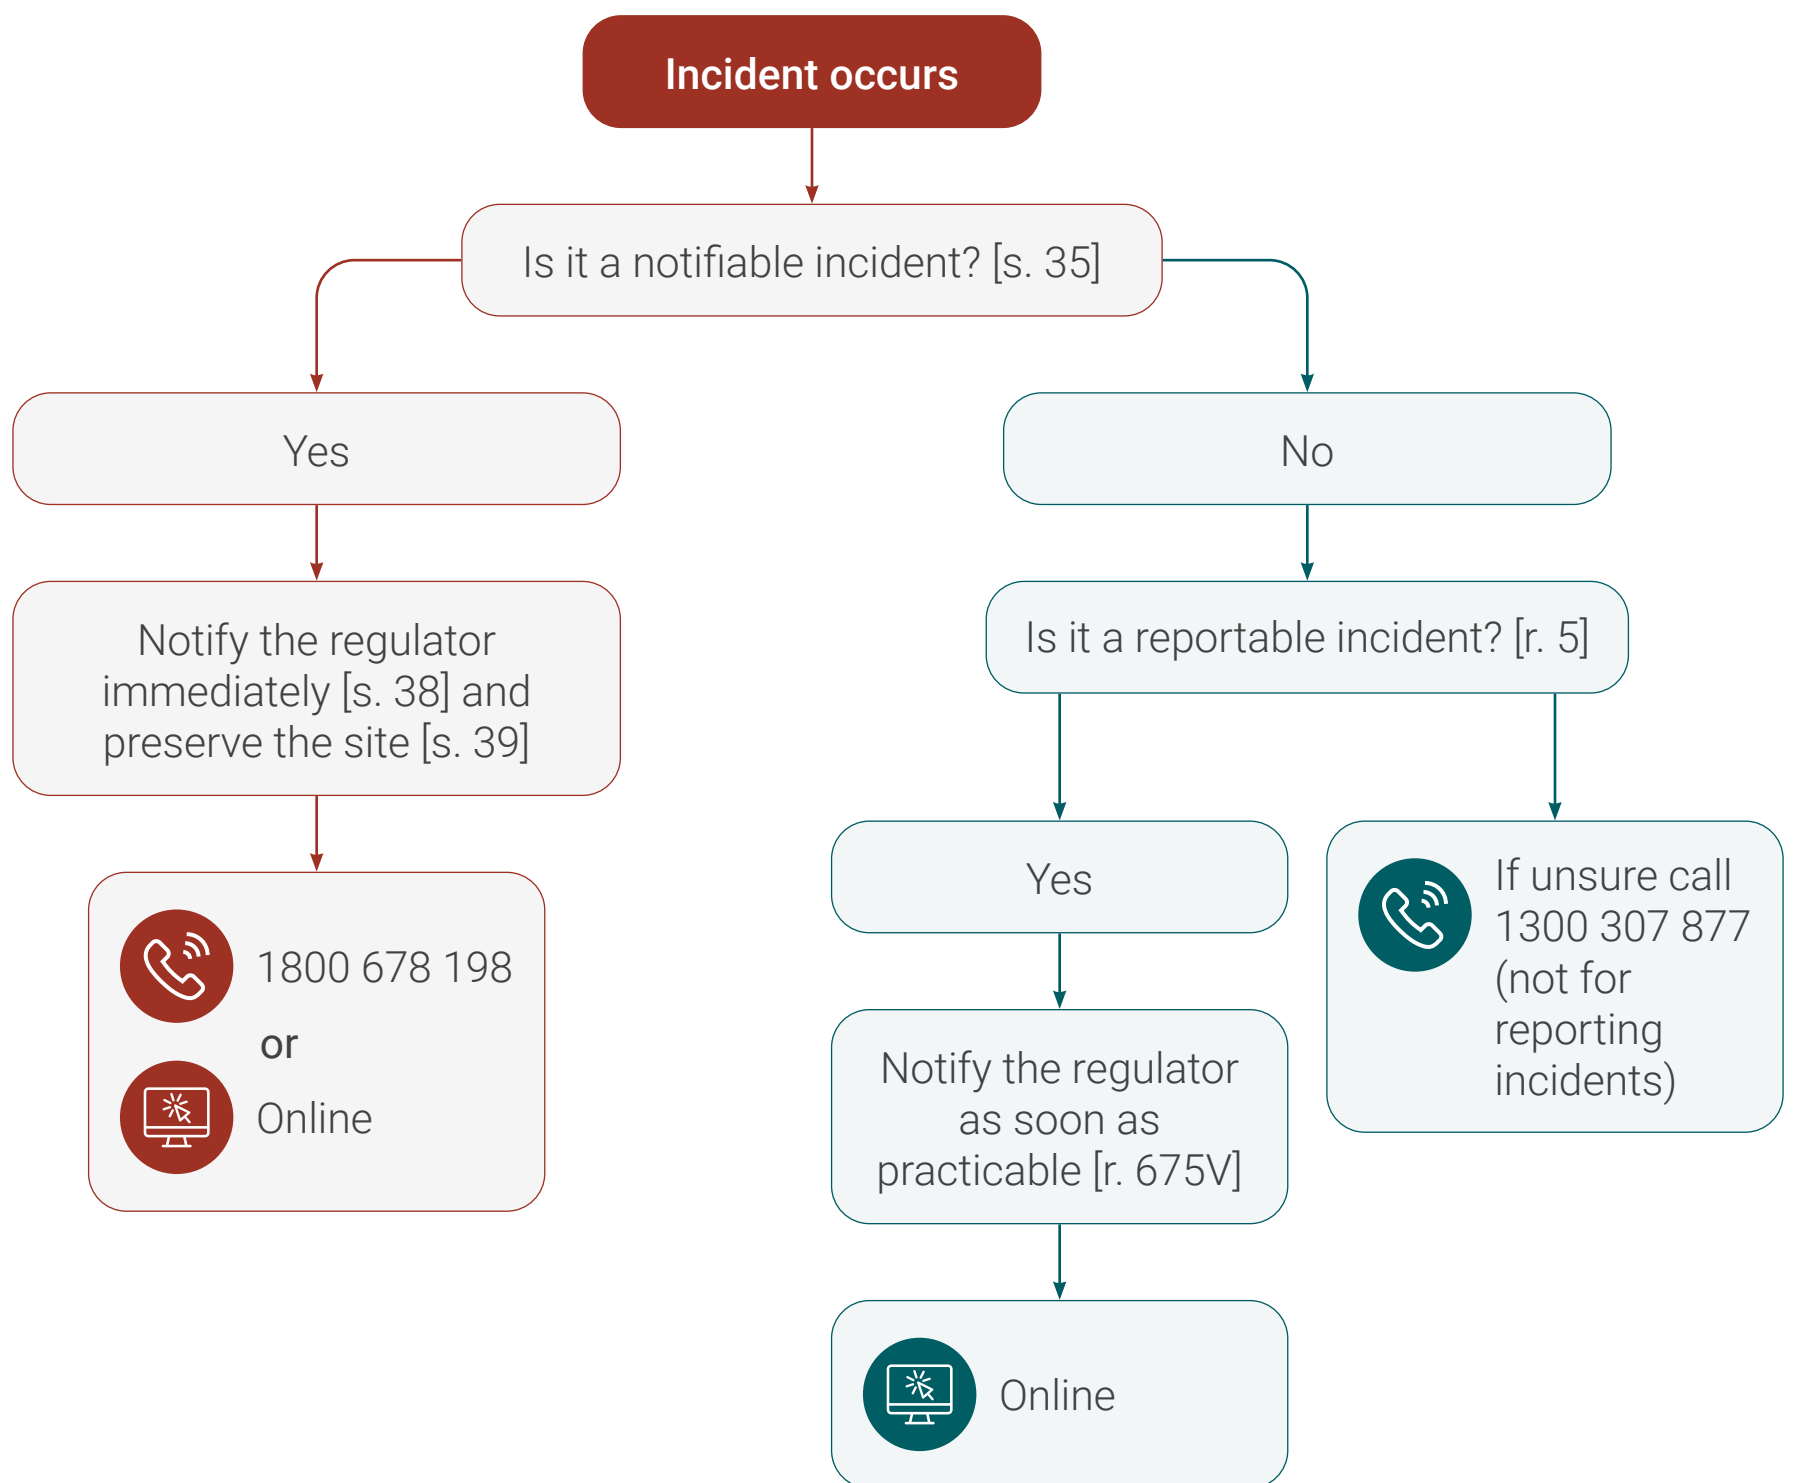 Incident occurs
Is it a notifiable incident? [s. 35]
Yes
No
Notify the regulator
immediately [s. 38] and
preserve the site [s. 39]
Is it a reportable incident? [r. 5]
1800 678 198
or
Online
Yes
If unsure call
1300 307 877
(not for
reporting
incidents)
Notify the regulator
as soon as
practicable [r. 675V]
Online